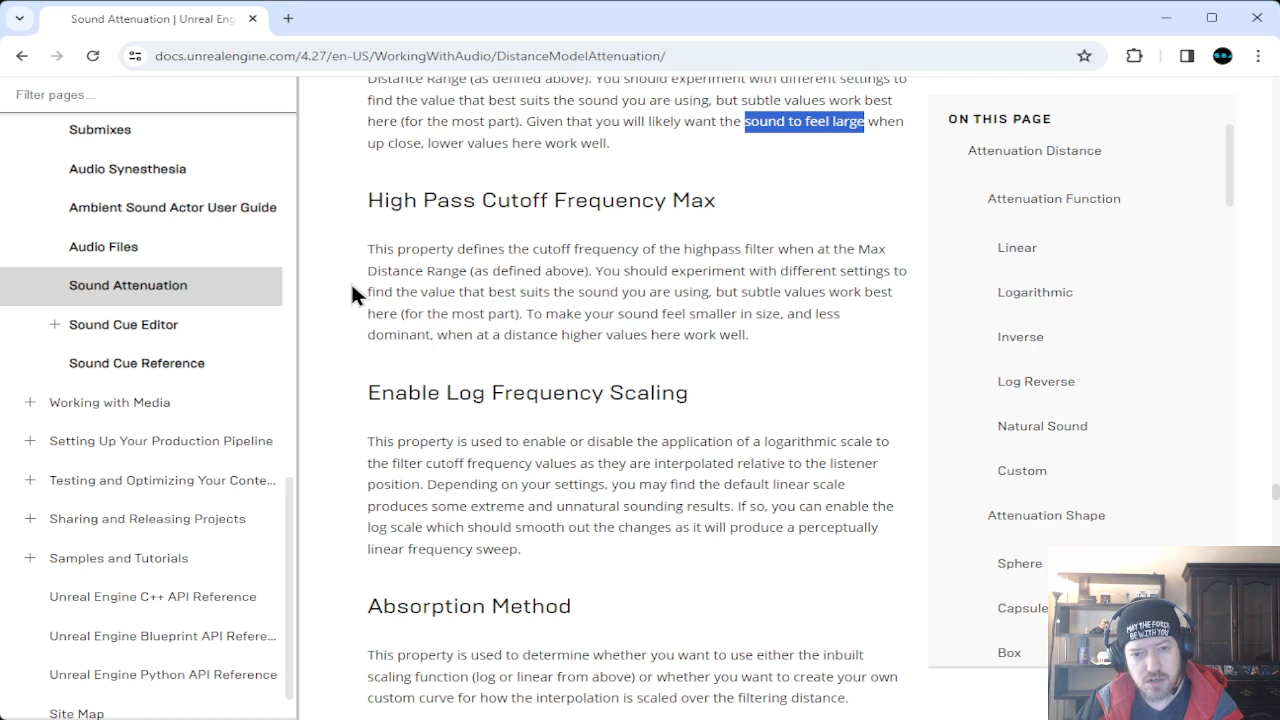 Sound Attenuation | Unreal Eng
docs.unrealengine.com/4.27/en-US/WorkingWithAudio/DistanceModelAttenuation/
Filter pages...
Submixes
Audio Synesthesia
Ambient Sound Actor User Guide
Audio Files
Sound Attenuation
Sound Cue Editor
Sound Cue Reference
Working with Media
Setting Up Your Production Pipeline
Testing and Optimizing Your Conte...
Sharing and Releasing Projects
Samples and Tutorials
Unreal Engine C++ API Reference
Unreal Engine Blueprint API Refere...
Unreal Engine Python API Reference
Site Map
Distance Range (as defined above). You should experiment with different settings to
find the value that best suits the sound you are using, but subtle values work best
here (for the most part). Given that you will likely want the sound to feel large when
up close, lower values here work well.
High Pass Cutoff Frequency Max
This property defines the cutoff frequency of the highpass filter when at the Max
Distance Range (as defined above). You should experiment with different settings to
find the value that best suits the sound you are using, but subtle values work best
here (for the most part). To make your sound feel smaller in size, and less
dominant, when at a distance higher values here work well.
Enable Log Frequency Scaling
This property is used to enable or disable the application of a logarithmic scale to
the filter cutoff frequency values as they are interpolated relative to the listener
position. Depending on your settings, you may find the default linear scale
produces some extreme and unnatural sounding results. If so, you can enable the
log scale which should smooth out the changes as it will produce a perceptually
linear frequency sweep.
Absorption Method
This property is used to determine whether you want to use either the inbuilt
scaling function (log or linear from above) or whether you want to create your own
custom curve for how the interpolation is scaled over the filtering distance.
ON THIS PAGE
Attenuation Distance
Attenuation Function
Linear
Logarithmic
Inverse
Log Reverse
Natural Sound
Custom
Attenuation Shape
Sphere
Capsule
Box
MAY THE FORCE
BE WITH YOU